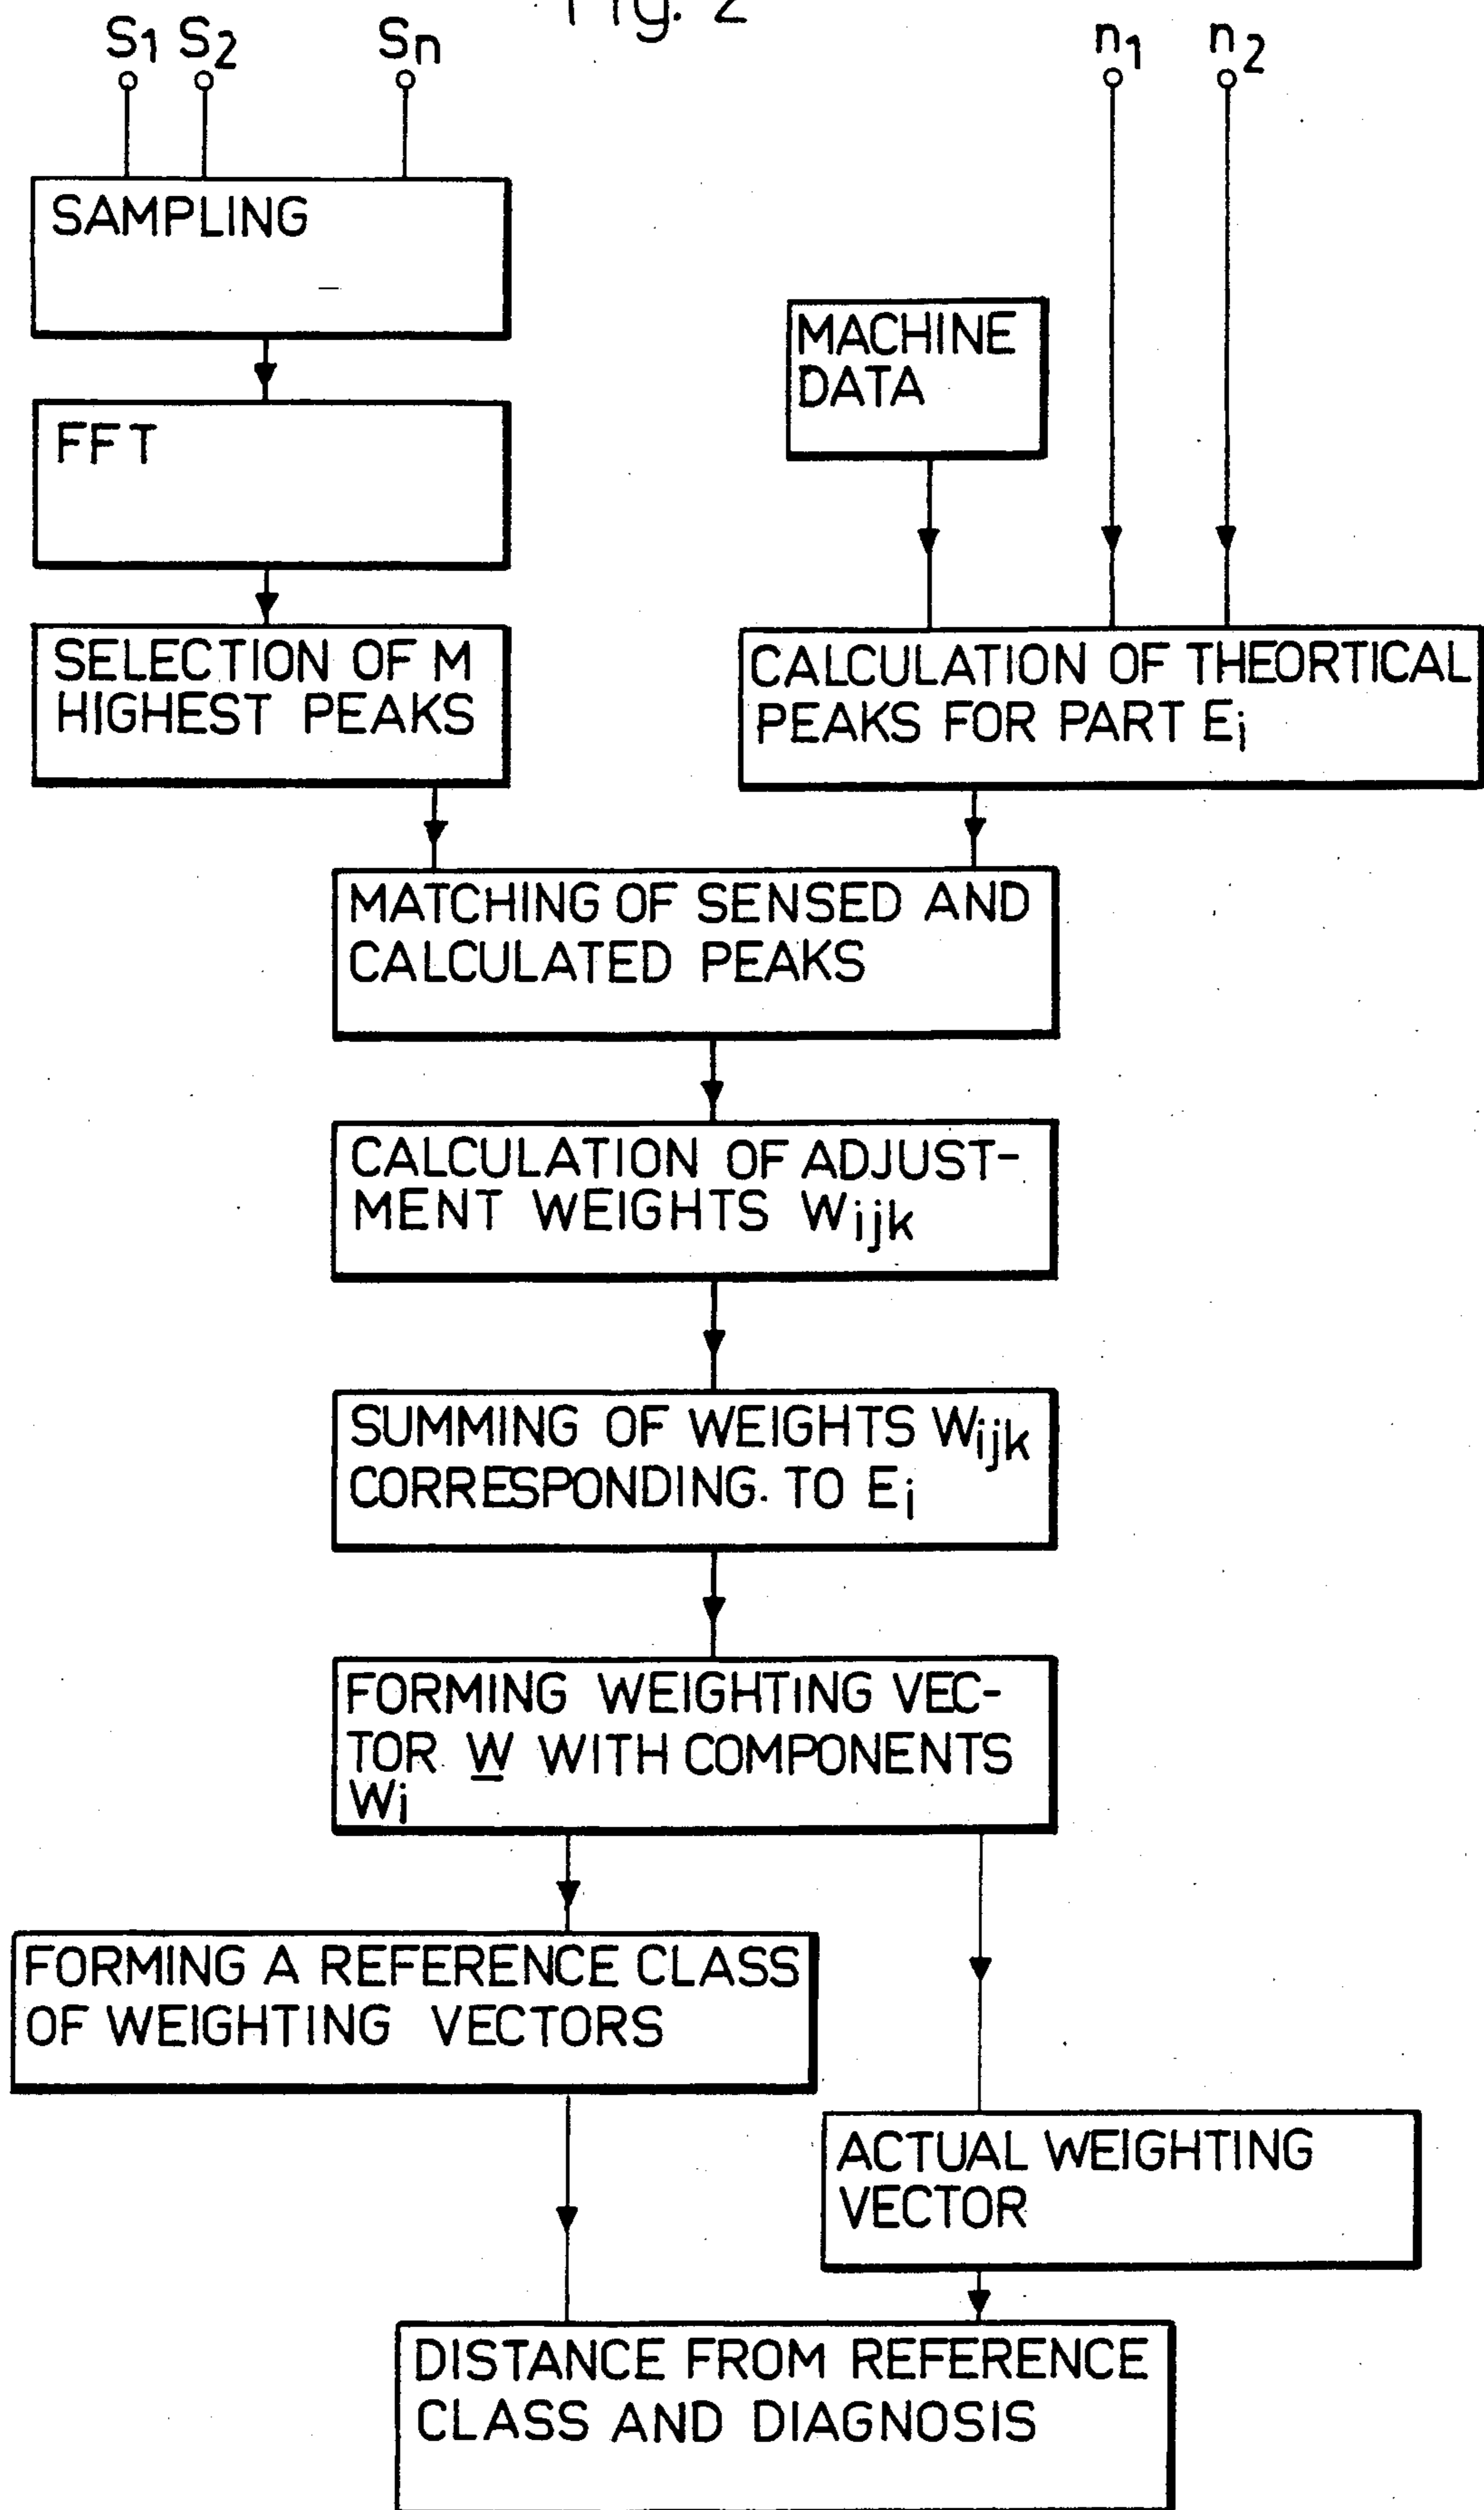 Fig. 2
S1 S2 Sn n1 n2
SAMPLING
MACHINE
DATA
FFT
SELECTION OF M
HIGHEST PEAKS
CALCULATION OF THEORTICAL
PEAKS FOR PART Ei
MATCHING OF SENSED AND
CALCULATED PEAKS
CALCULATION OF ADJUST-
MENT WEIGHTS Wijk
SUMMING OF WEIGHTS Wijk
CORRESPONDING. TO Ei
FORMING WEIGHTING VEC-
TOR W WITH COMPONENTS
Wi
FORMING A REFERENCE CLASS
OF WEIGHTING VECTORS
ACTUAL WEIGHTING
VECTOR
DISTANCE FROM REFERENCE
CLASS AND DIAGNOSIS